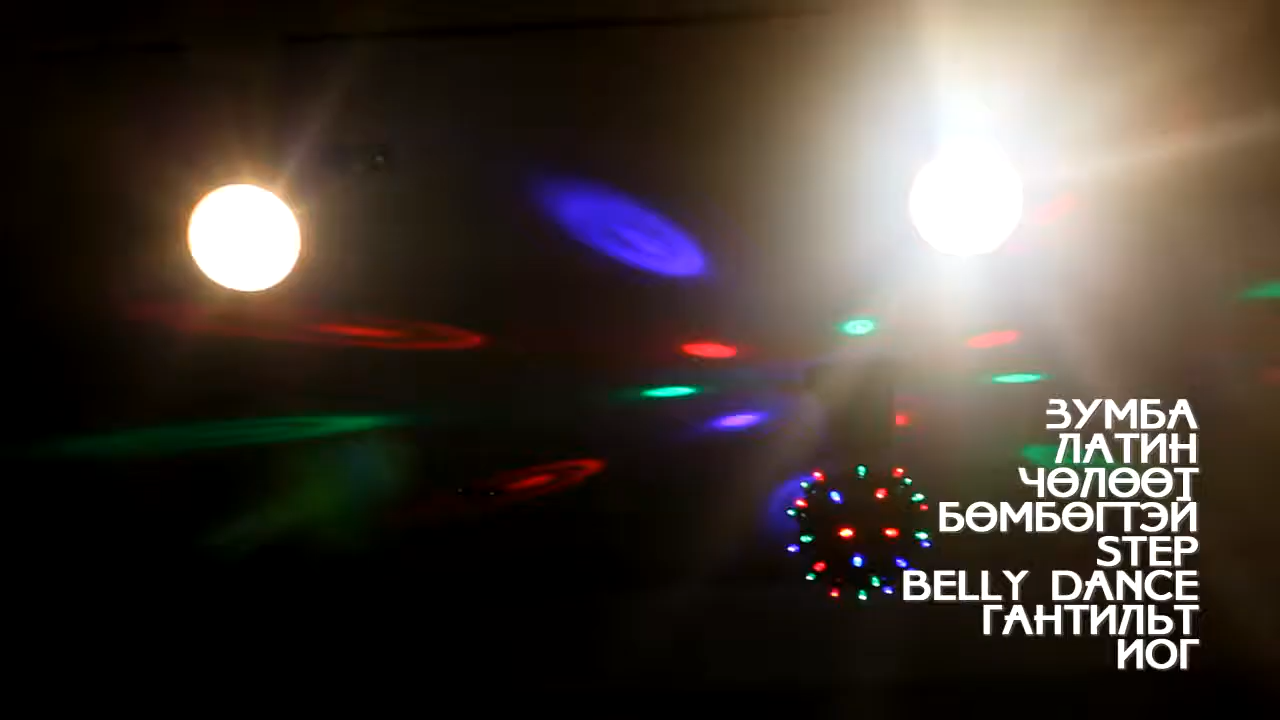 ЗУМБА
ЛАТИН
ЧӨЛӨӨТ
БӨМБӨГТЭЙ
STEP
BELLY DANCE
ГАНТИЛЬТ
ИОГ